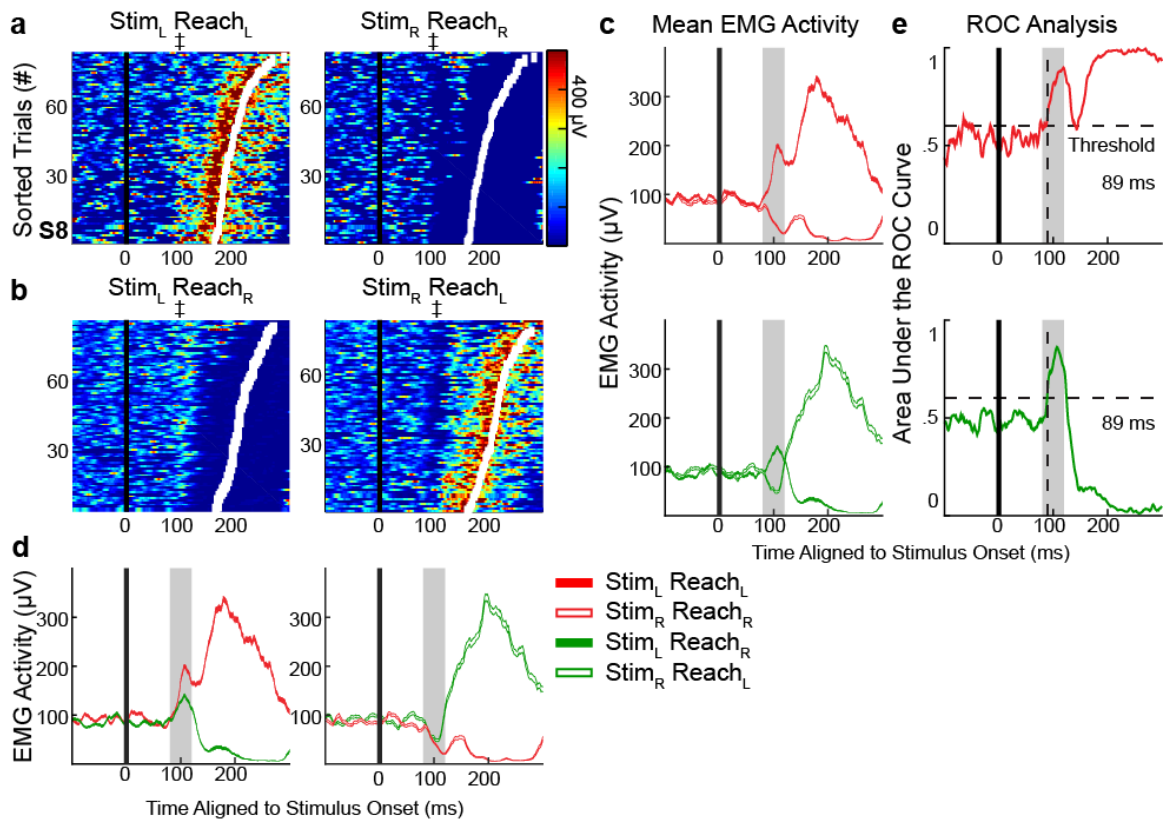 a
Stim_L Reach_L
‡
Stim_R Reach_R
‡
Sorted Trials (#)
60
30
S8
0 100 200
0 100 200
400 µV
b
Stim_L Reach_R
‡
Stim_R Reach_L
‡
60
30
0 100 200
0 100 200
c
Mean EMG Activity
EMG Activity (µV)
300
200
100
0 100 200
300
200
100
0 100 200
e
ROC Analysis
Area Under the ROC Curve
1
.5
0
Threshold
89 ms
0 100 200
1
.5
0
89 ms
0 100 200
Time Aligned to Stimulus Onset (ms)
d
EMG Activity (µV)
300
200
100
0 100 200
300
200
100
0 100 200
Time Aligned to Stimulus Onset (ms)
Stim_L Reach_L
Stim_R Reach_R
Stim_L Reach_R
Stim_R Reach_L